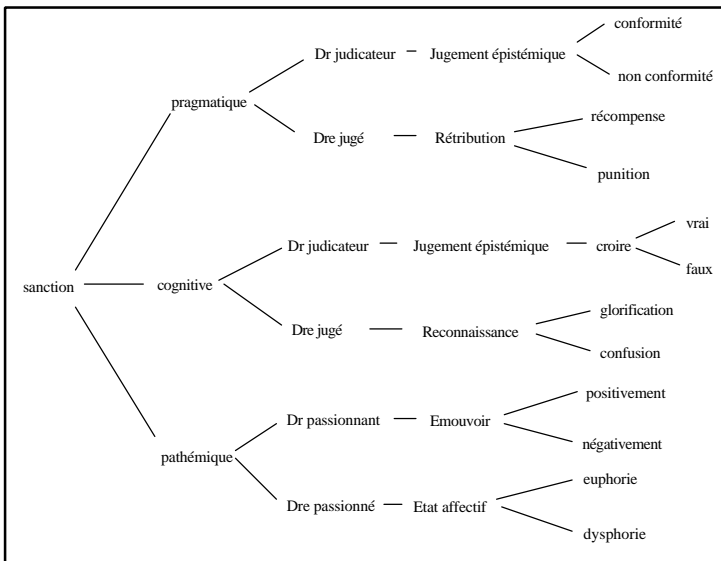 conformité
Dr judicateur
Jugement épistémique
non conformité
pragmatique
récompense
Dre jugé
Rétribution
punition
vrai
Dr judicateur
Jugement épistémique
croire
faux
sanction
cognitive
glorification
Dre jugé
Reconnaissance
confusion
positivement
Dr passionnant
Emouvoir
négativement
pathémique
euphorie
Dre passionné
Etat affectif
dysphorie